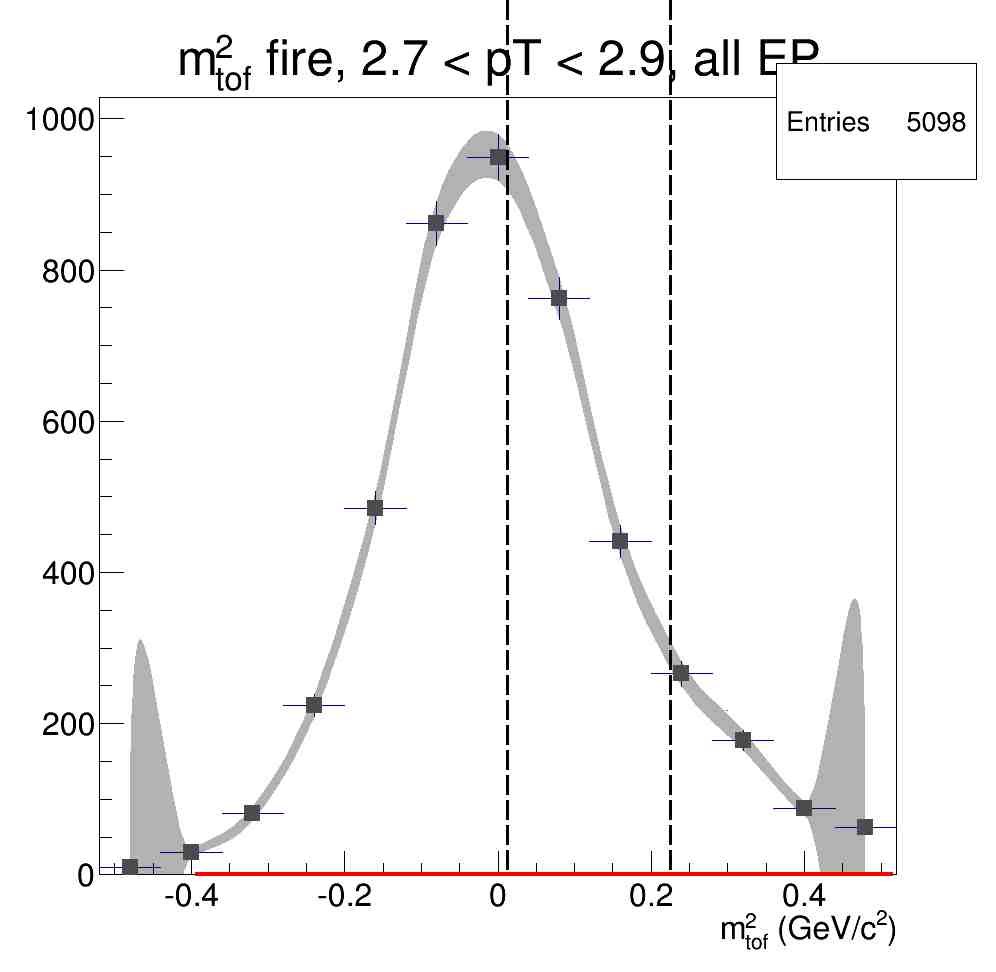 m²tof fire, 2.7 < pT < 2.9, all EP
Entries 5098
1000
800
600
400
200
0
-0.4 -0.2 0 0.2 0.4
m²tof (GeV/c²)